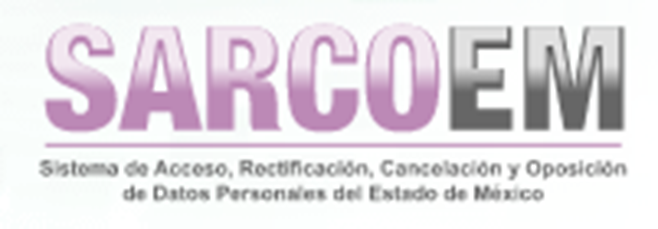 SARCOEM
Sistema de Acceso, Rectificación, Cancelación y Oposición
de Datos Personales del Estado de México